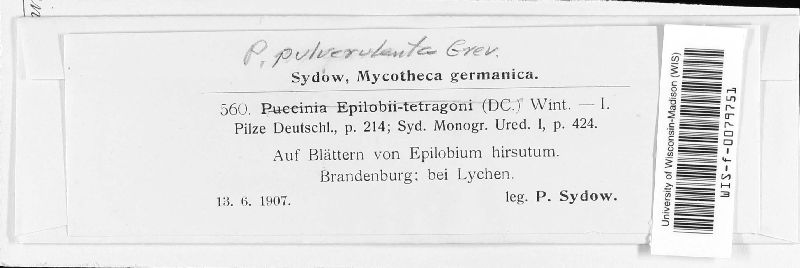 P. pulverulenta Grev.
Sydow, Mycotheca germanica.
560. Puccinia Epilobii-tetragoni (DC.) Wint. — I.
Pilze Deutschl., p. 214; Syd. Monogr. Ured. I, p. 424.
Auf Blättern von Epilobium hirsutum.
Brandenburg: bei Lychen.
13. 6. 1907. leg. P. Sydow.
University of Wisconsin-Madison (WIS)
WIS-f-0079751